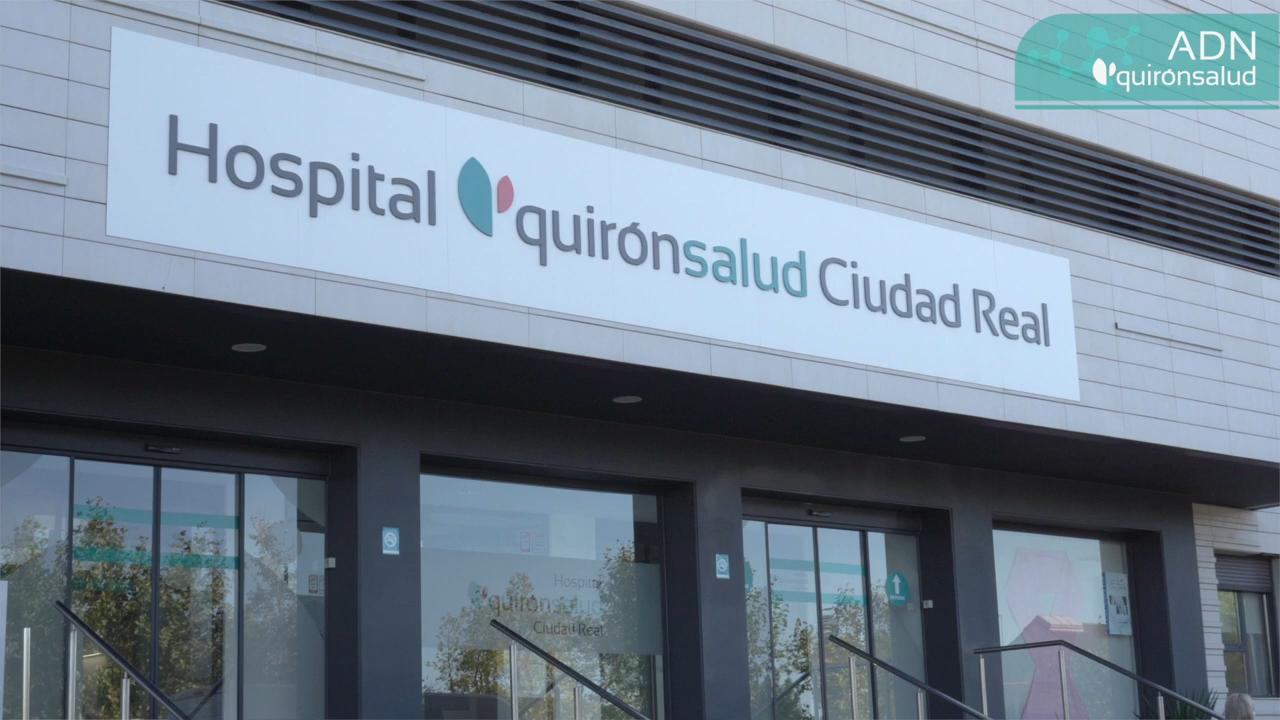 ADN
quirónsalud
Hospital quirónsalud Ciudad Real
Hospital
quirónsalud
Ciudad Real